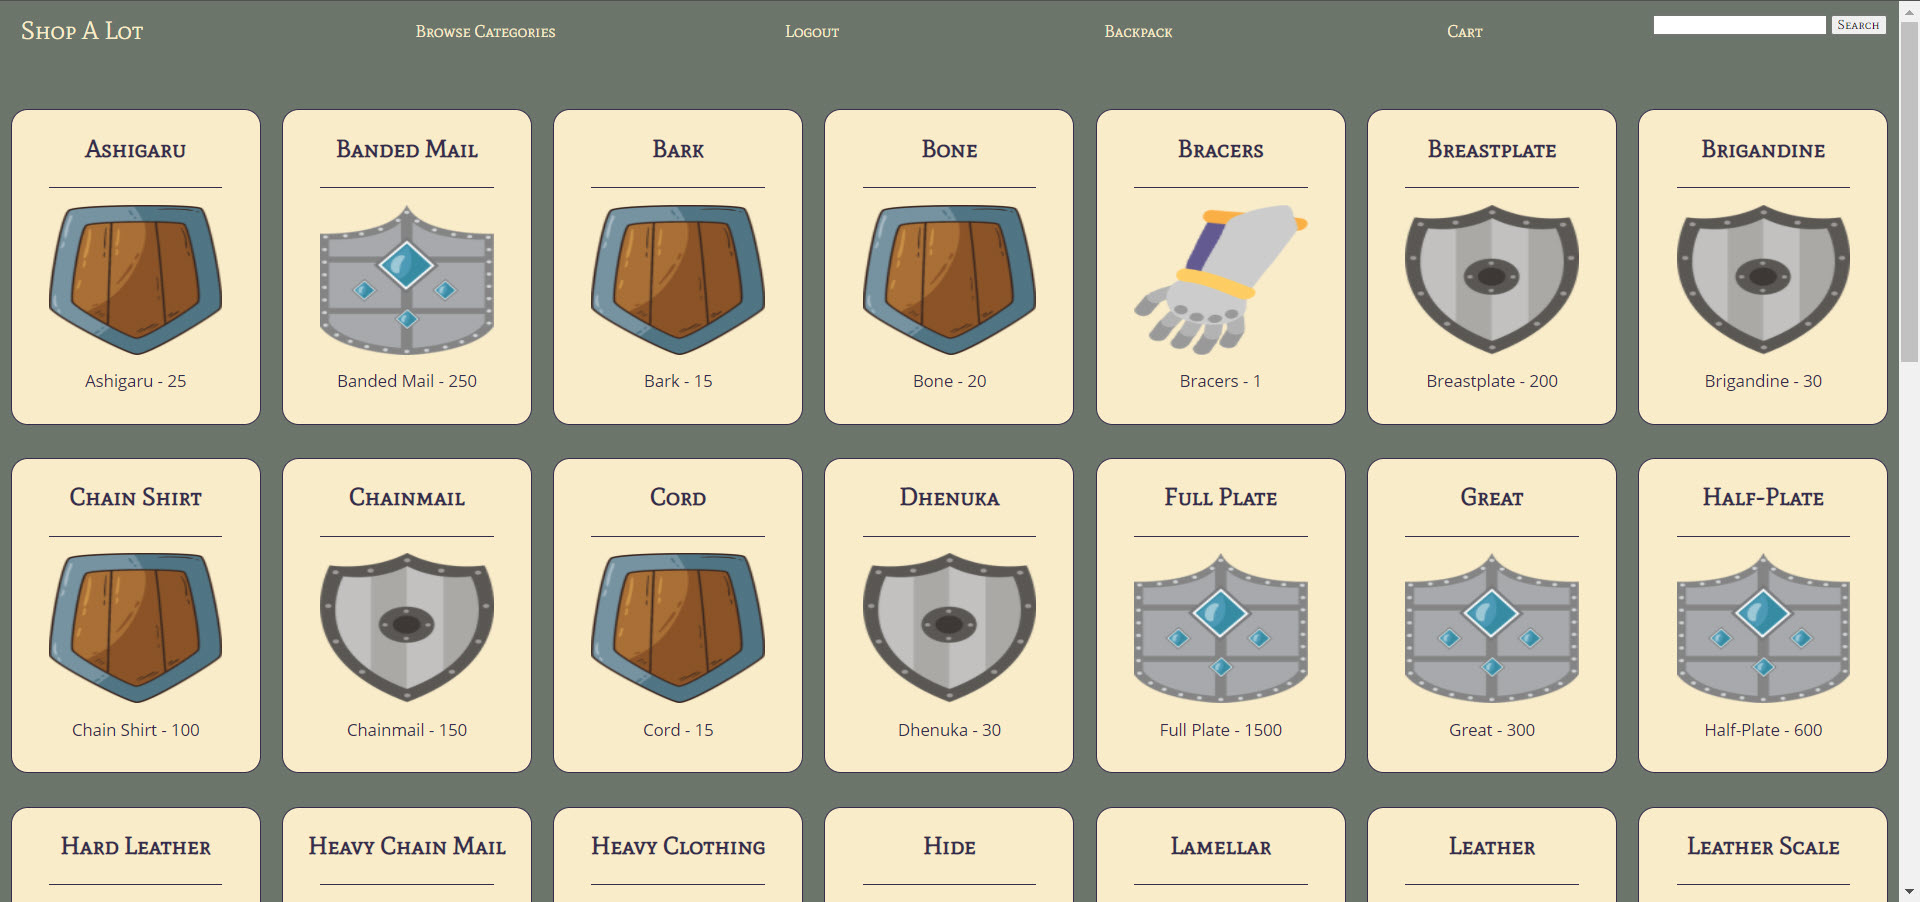 Shop A Lot
Browse Categories
Logout
Backpack
Cart
Search
Ashigaru
Banded Mail
Bark
Bone
Bracers
Breastplate
Brigandine
Ashigaru - 25
Banded Mail - 250
Bark - 15
Bone - 20
Bracers - 1
Breastplate - 200
Brigandine - 30
Chain Shirt
Chainmail
Cord
Dhenuka
Full Plate
Great
Half-Plate
Chain Shirt - 100
Chainmail - 150
Cord - 15
Dhenuka - 30
Full Plate - 1500
Great - 300
Half-Plate - 600
Hard Leather
Heavy Chain Mail
Heavy Clothing
Hide
Lamellar
Leather
Leather Scale